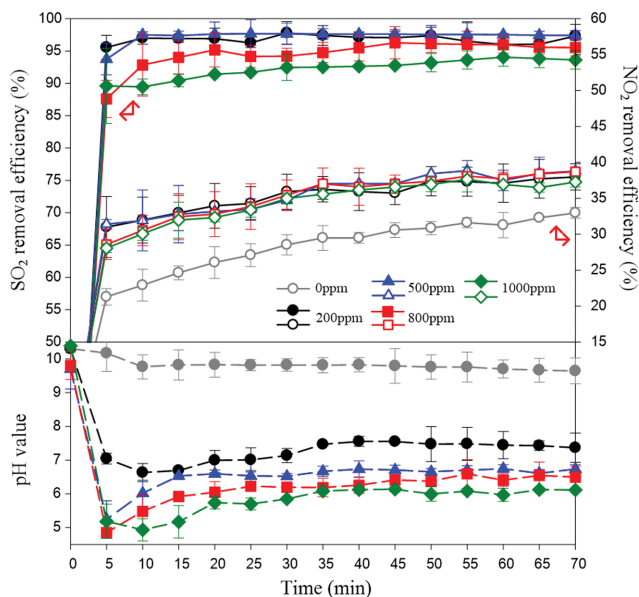 SO2 removal efficiency (%)
100
95
90
85
80
75
70
65
60
55
50
NO2 removal efficiency (%)
60
55
50
45
40
35
30
25
20
15
0ppm
200ppm
500ppm
800ppm
1000ppm
pH value
10
9
8
7
6
5
0 5 10 15 20 25 30 35 40 45 50 55 60 65 70
Time (min)